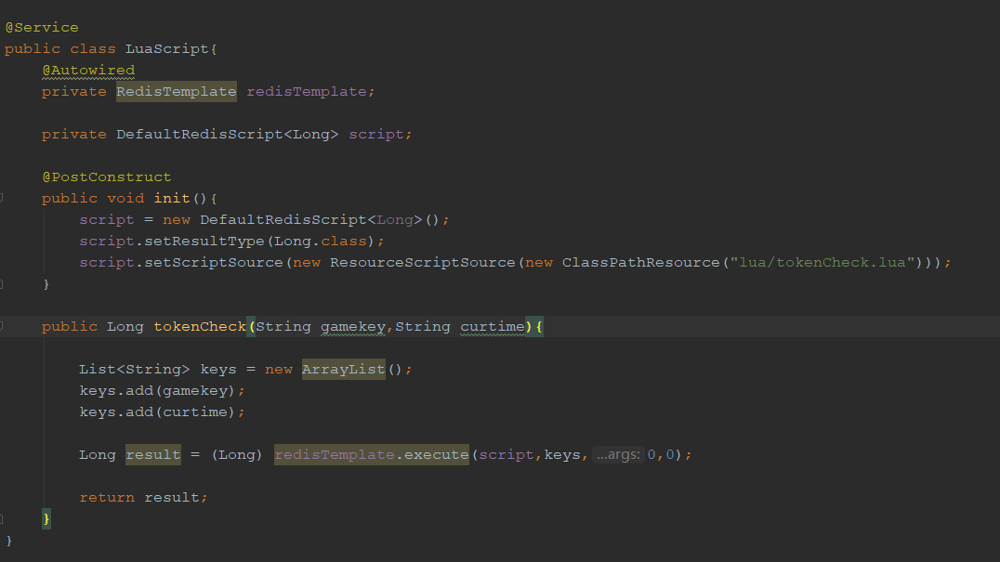 @Service
public class LuaScript{
@Autowired
private RedisTemplate redisTemplate;
private DefaultRedisScript<Long> script;
@PostConstruct
public void init(){
script = new DefaultRedisScript<Long>();
script.setResultType(Long.class);
script.setScriptSource(new ResourceScriptSource(new ClassPathResource("lua/tokenCheck.lua")));
}
public Long tokenCheck(String gamekey,String curtime){
List<String> keys = new ArrayList();
keys.add(gamekey);
keys.add(curtime);
Long result = (Long) redisTemplate.execute(script,keys, ...args: 0,0);
return result;
}
}